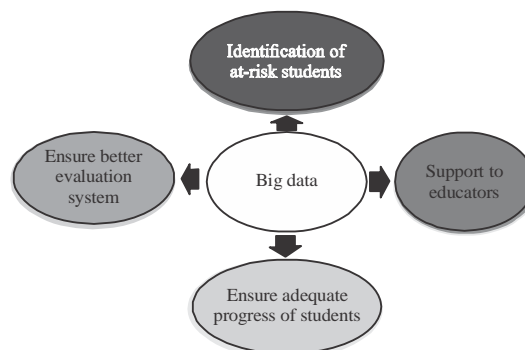 Identification of
at-risk students
Ensure better
evaluation
system
Big data
Support to
educators
Ensure adequate
progress of students